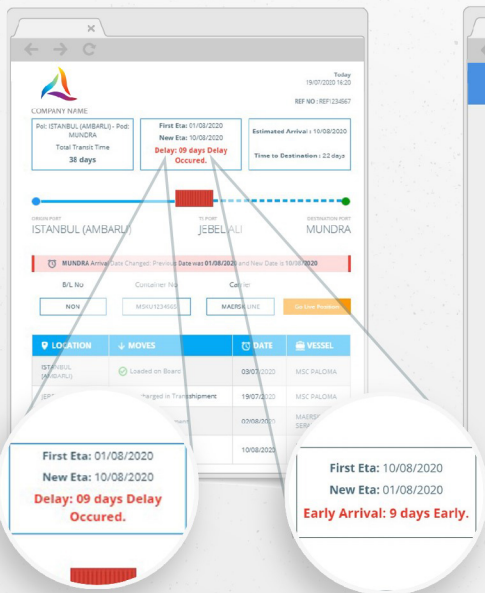 Today
19/07/2020 16:20
REF NO : REF1234567
COMPANY NAME
Pol: ISTANBUL (AMBARLI) - Pod:
MUNDRA
Total Transit Time
38 days
First Eta: 01/08/2020
New Eta: 10/08/2020
Delay: 09 days Delay
Occured.
Estimated Arrival : 10/08/2020
Time to Destination : 22 days
ORIGIN PORT
TS PORT
DESTINATION PORT
ISTANBUL (AMBARLI)
JEBEL ALI
MUNDRA
MUNDRA Arrival Date Changed: Previous Date was 01/08/2020 and New Date is 10/08/2020
B/L No
Container No
Carrier
NON
MSKU1234565
MAERSK LINE
LOCATION
MOVES
DATE
VESSEL
ISTANBUL
(AMBARLI)
Loaded on Board
03/07/2020
MSC PALOMA
Transhipment
19/07/2020
MSC PALOMA
02/08/2020
MAERSK
10/08/2020
First Eta: 01/08/2020
New Eta: 10/08/2020
Delay: 09 days Delay
Occured.
First Eta: 10/08/2020
New Eta: 01/08/2020
Early Arrival: 9 days Early.